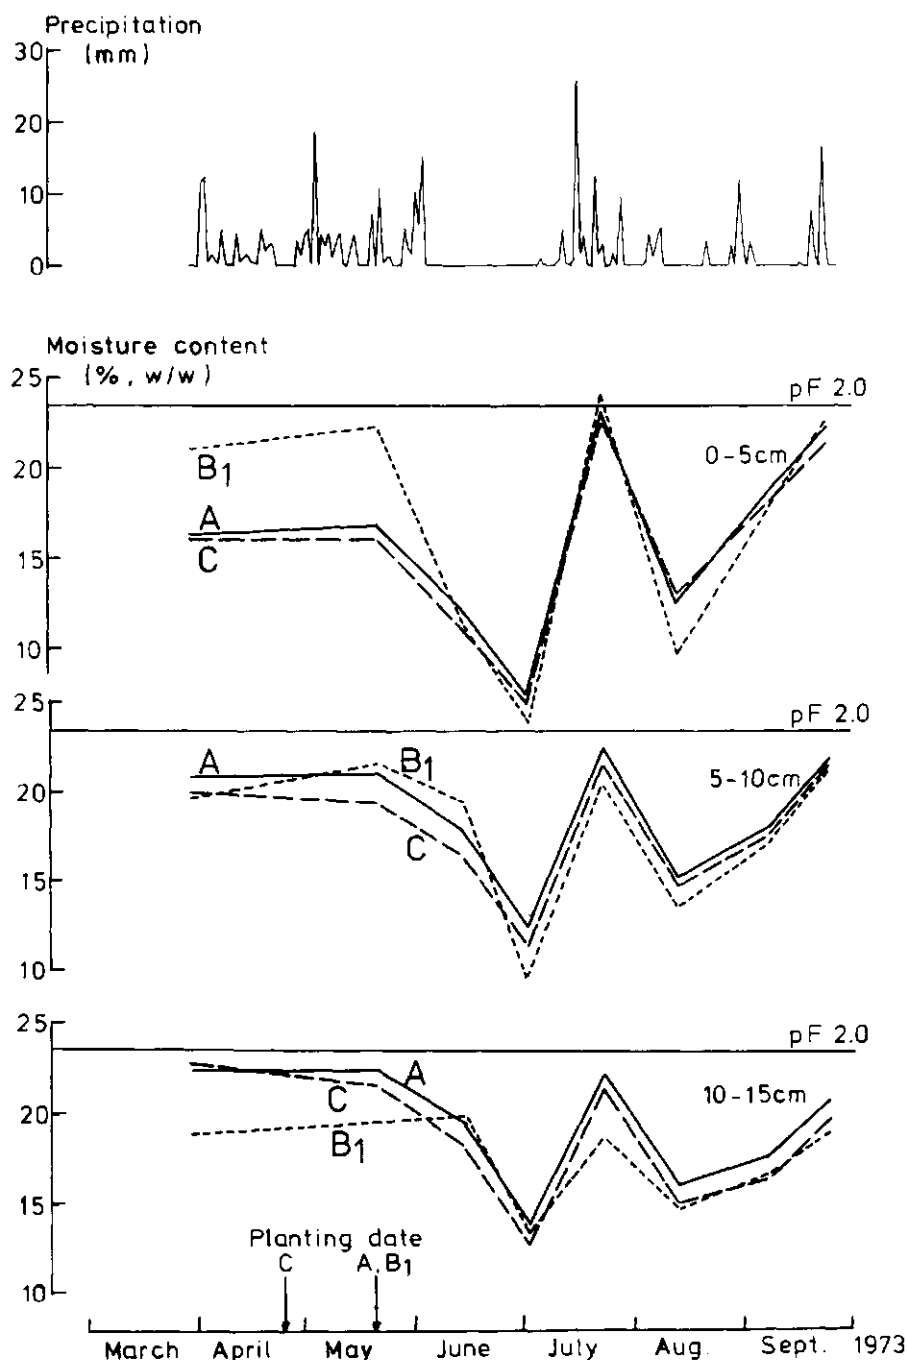 Precipitation
(mm)
30
20
10
0
Moisture content
(%, w/w)
25
pF 2.0
20
B1
0-5cm
A
15
C
10
25
pF 2.0
A
B1
20
5-10cm
C
15
10
25
pF 2.0
A
C
10-15cm
20
B1
15
Planting date
C A,B1
10
March April May June July Aug. Sept. 1973